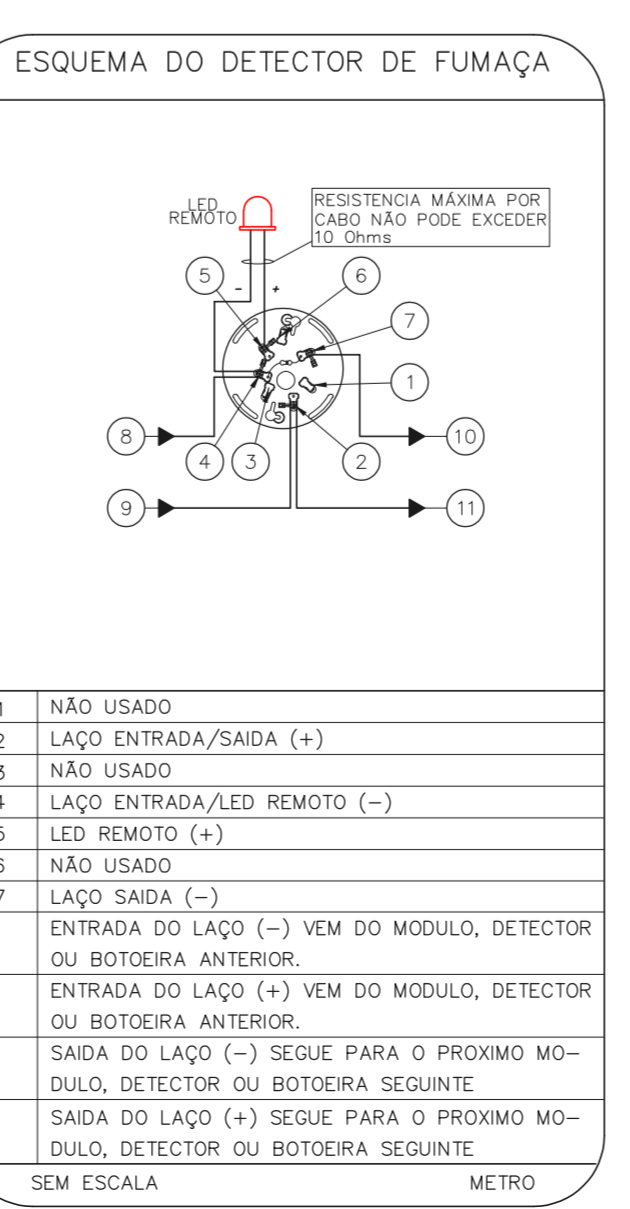 ESQUEMA DO DETECTOR DE FUMAÇA
LED
REMOTO
RESISTENCIA MÁXIMA POR
CABO NÃO PODE EXCEDER
10 Ohms
5
6
- +
7
1
8
10
4
3
2
9
11
1 NÃO USADO
2 LAÇO ENTRADA/SAIDA (+)
3 NÃO USADO
4 LAÇO ENTRADA/LED REMOTO (-)
5 LED REMOTO (+)
6 NÃO USADO
7 LAÇO SAIDA (-)
ENTRADA DO LAÇO (-) VEM DO MODULO, DETECTOR
OU BOTOEIRA ANTERIOR.
ENTRADA DO LAÇO (+) VEM DO MODULO, DETECTOR
OU BOTOEIRA ANTERIOR.
SAIDA DO LAÇO (-) SEGUE PARA O PROXIMO MO-
DULO, DETECTOR OU BOTOEIRA SEGUINTE
SAIDA DO LAÇO (+) SEGUE PARA O PROXIMO MO-
DULO, DETECTOR OU BOTOEIRA SEGUINTE
SEM ESCALA METRO